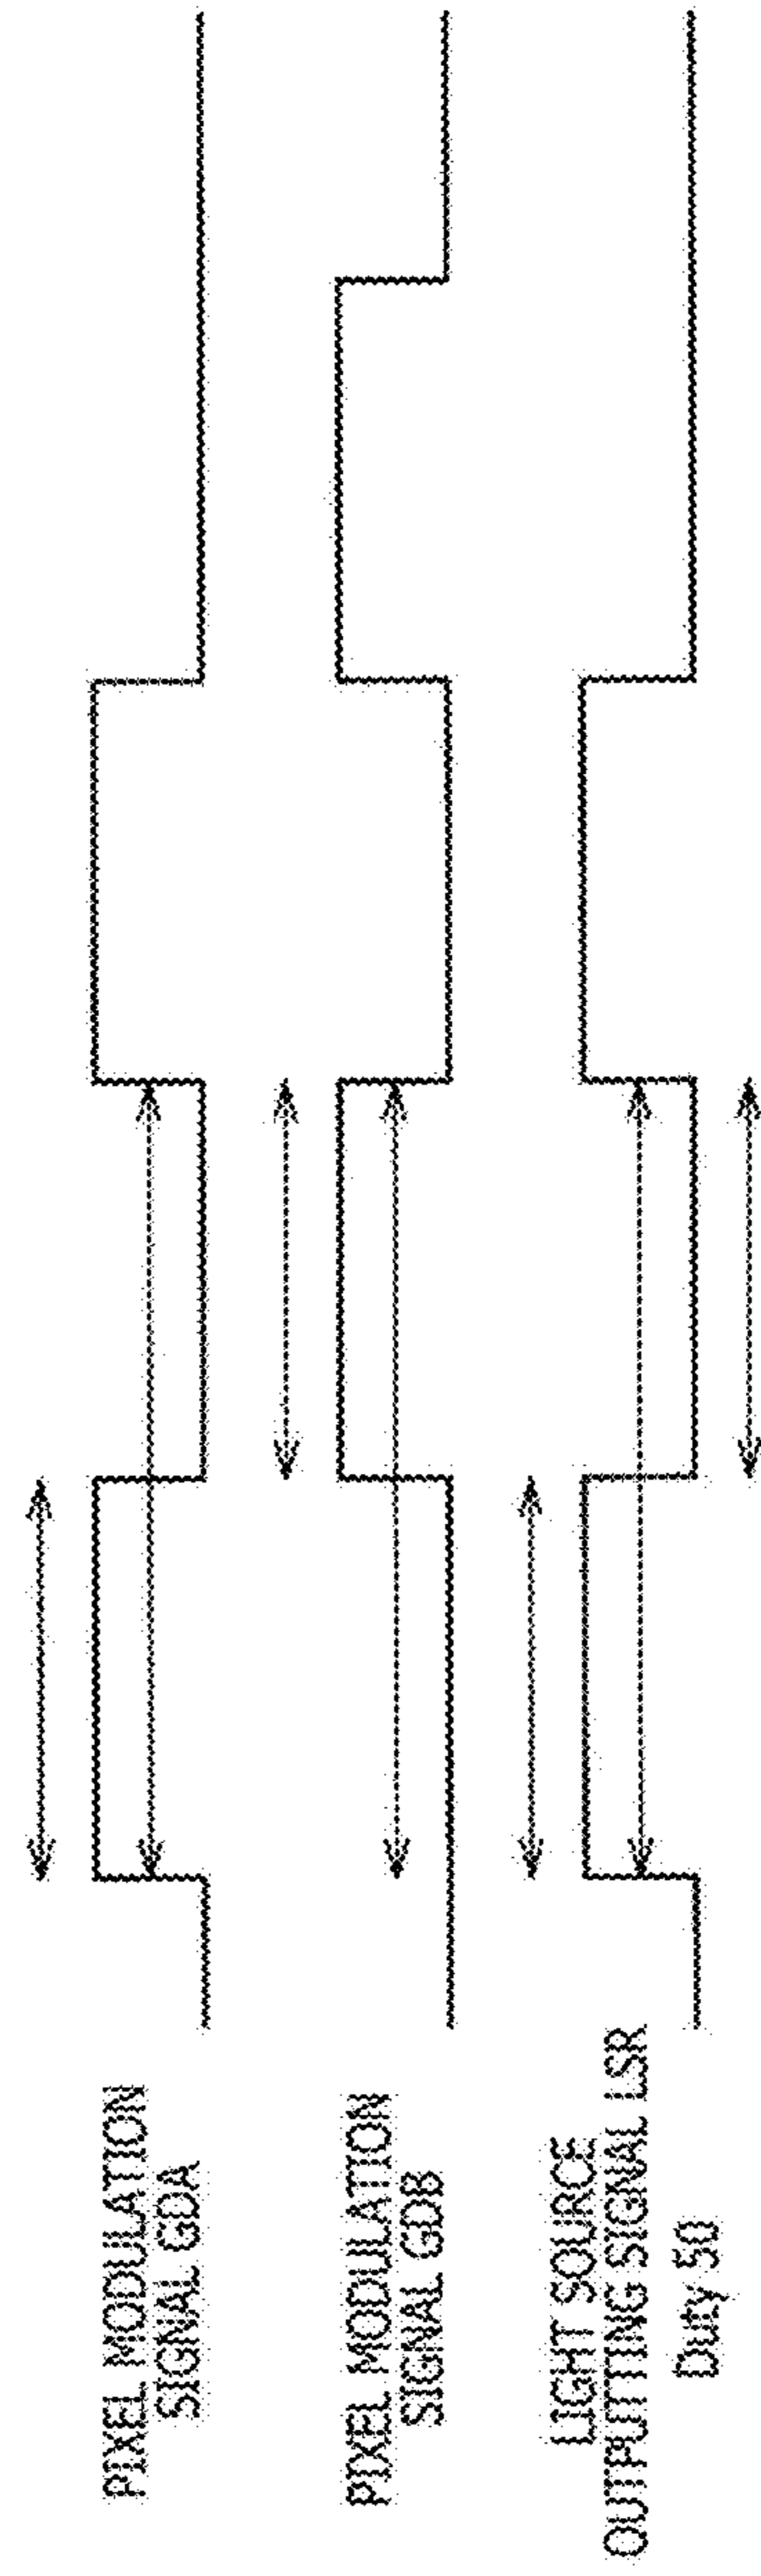 PIXEL MODULATION
SIGNAL GDA
PIXEL MODULATION
SIGNAL GDB
LIGHT SOURCE
OUTPUTTING SIGNAL LSR
Duty 50